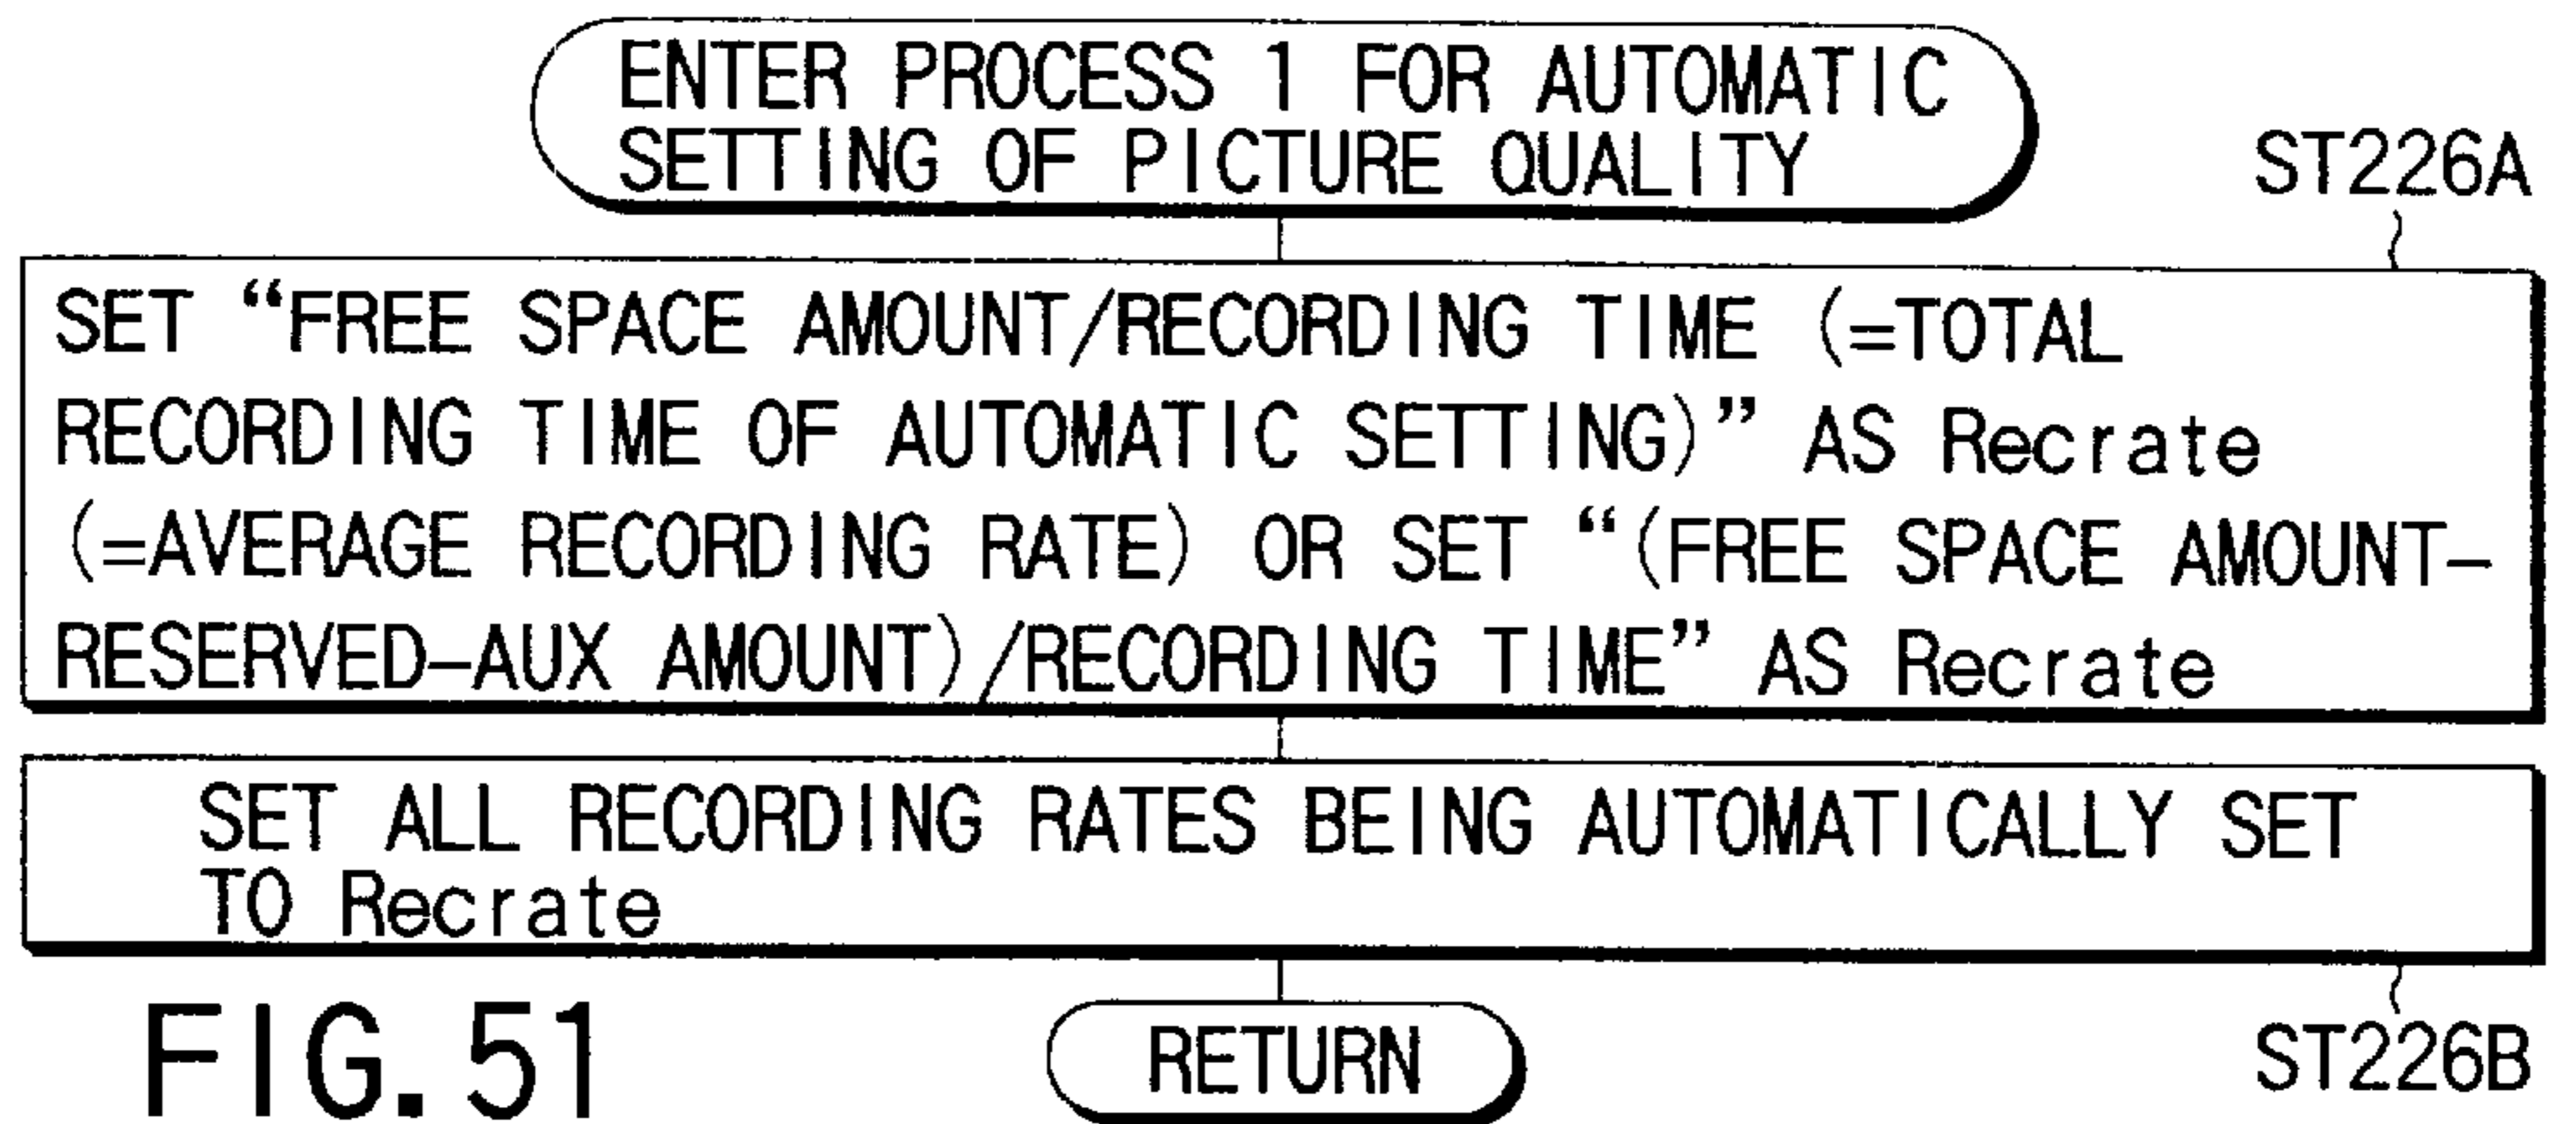 ENTER PROCESS 1 FOR AUTOMATIC
SETTING OF PICTURE QUALITY
ST226A
SET “FREE SPACE AMOUNT/RECORDING TIME (=TOTAL
RECORDING TIME OF AUTOMATIC SETTING)” AS Recrate
(=AVERAGE RECORDING RATE) OR SET “(FREE SPACE AMOUNT–
RESERVED–AUX AMOUNT)/RECORDING TIME” AS Recrate
SET ALL RECORDING RATES BEING AUTOMATICALLY SET
TO Recrate
RETURN
ST226B
FIG. 51